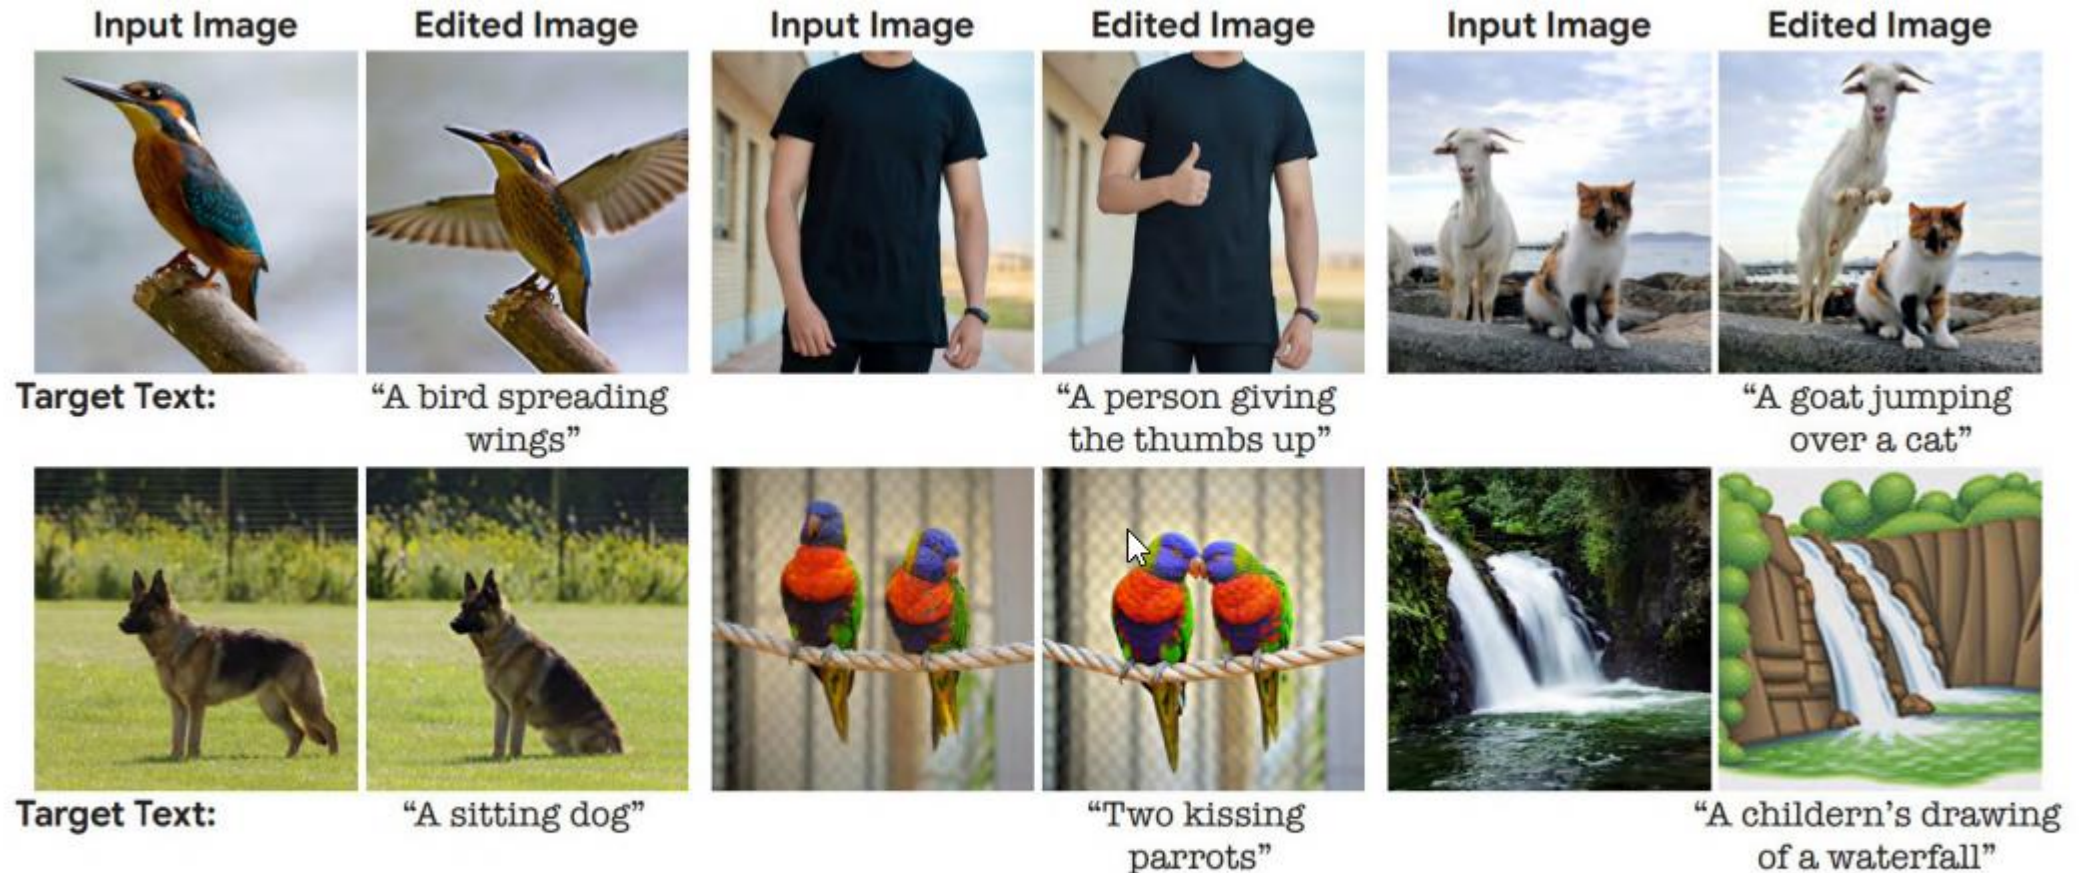 Input Image Edited Image Input Image Edited Image Input Image Edited Image
Target Text: “A bird spreading “A person giving “A goat jumping
wings” the thumbs up” over a cat”
Target Text: “A sitting dog” “Two kissing “A childern’s drawing
parrots” of a waterfall”